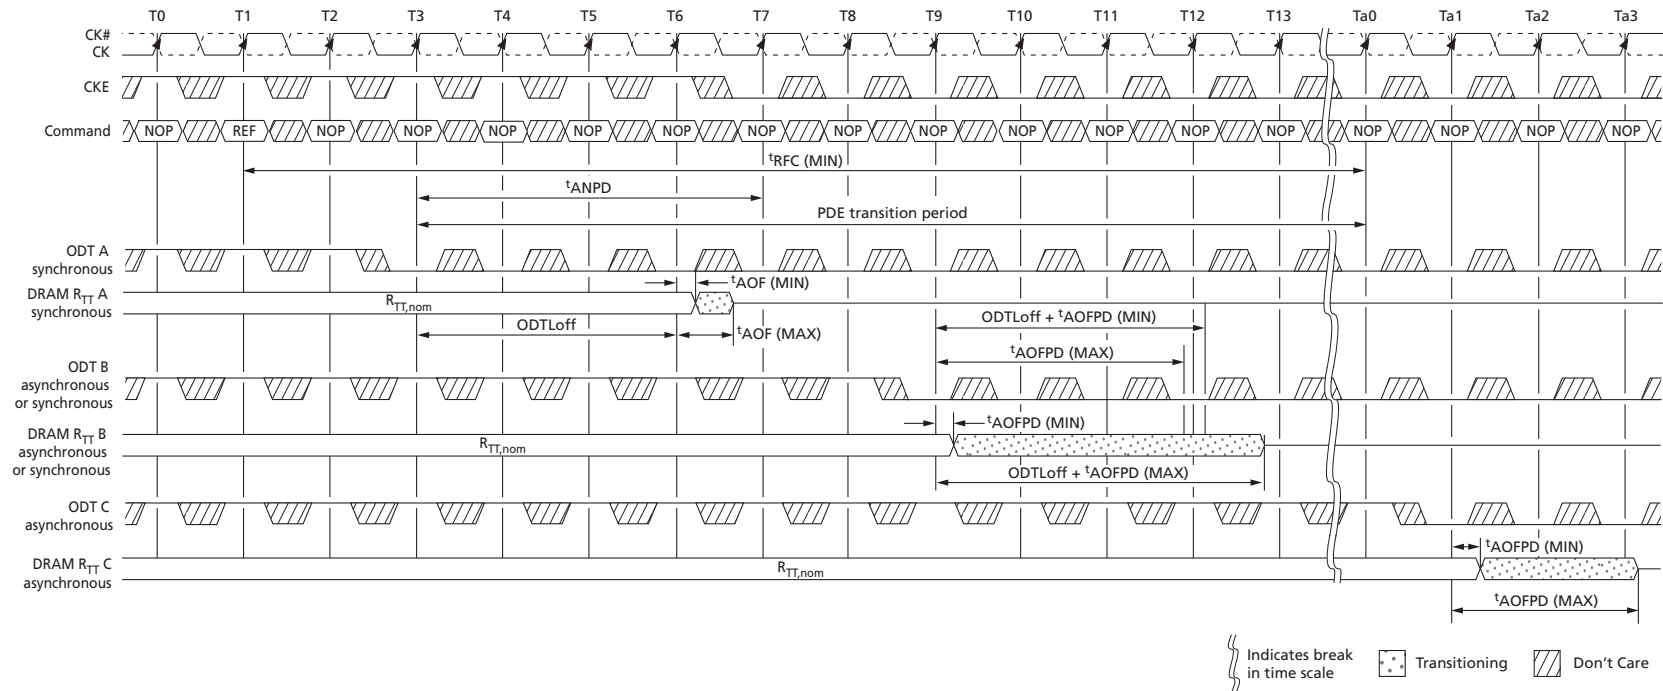 T0 T1 T2 T3 T4 T5 T6 T7 T8 T9 T10 T11 T12 T13 Ta0 Ta1 Ta2 Ta3
CK#
CK
CKE
Command NOP REF NOP NOP NOP NOP NOP NOP NOP NOP NOP NOP NOP NOP NOP NOP NOP NOP
tRFC (MIN)
tANPD
PDE transition period
ODT A
synchronous
tAOF (MIN)
DRAM RTT A
synchronous
RTT,nom
ODTLoff + tAOFPD (MIN)
ODTLoff
tAOF (MAX)
tAOFPD (MAX)
ODT B
asynchronous
or synchronous
tAOFPD (MIN)
DRAM RTT B
asynchronous
or synchronous
RTT,nom
ODTLoff + tAOFPD (MAX)
ODT C
asynchronous
tAOFPD (MIN)
DRAM RTT C
asynchronous
RTT,nom
tAOFPD (MAX)
Indicates break
in time scale
Transitioning
Don't Care